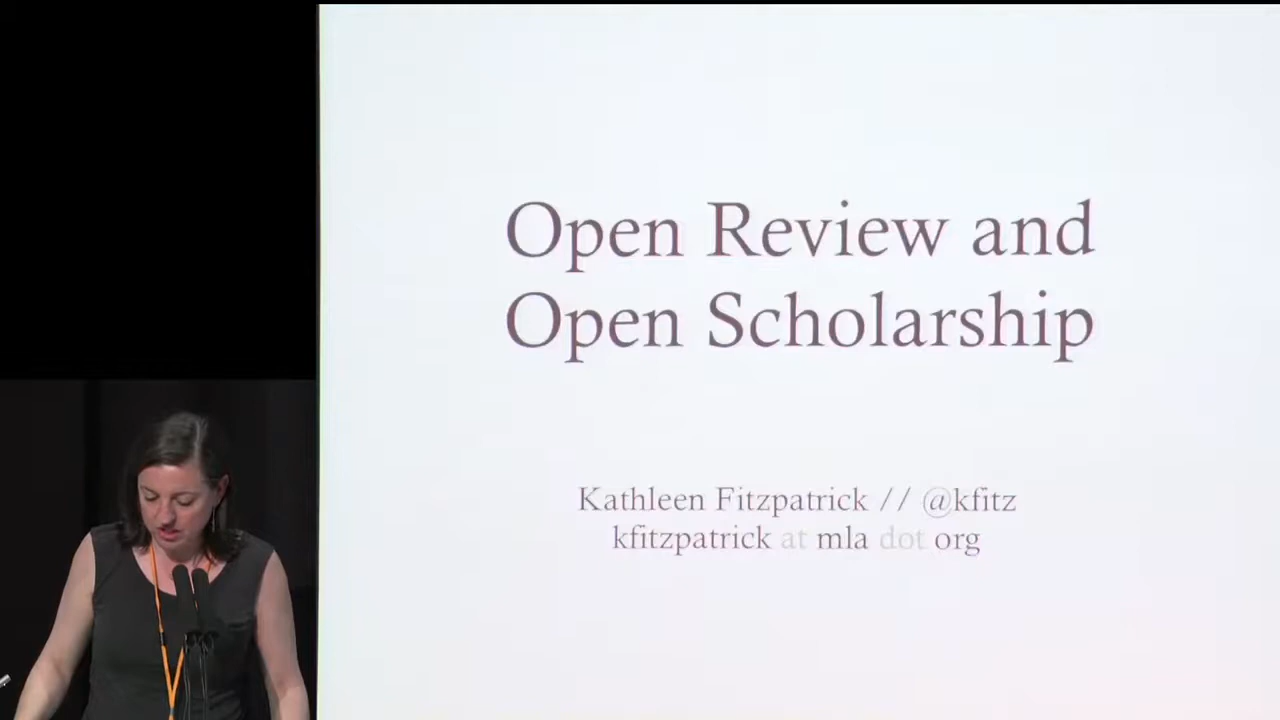 Open Review and
Open Scholarship
Kathleen Fitzpatrick // @kfitz
kfitzpatrick at mla dot org